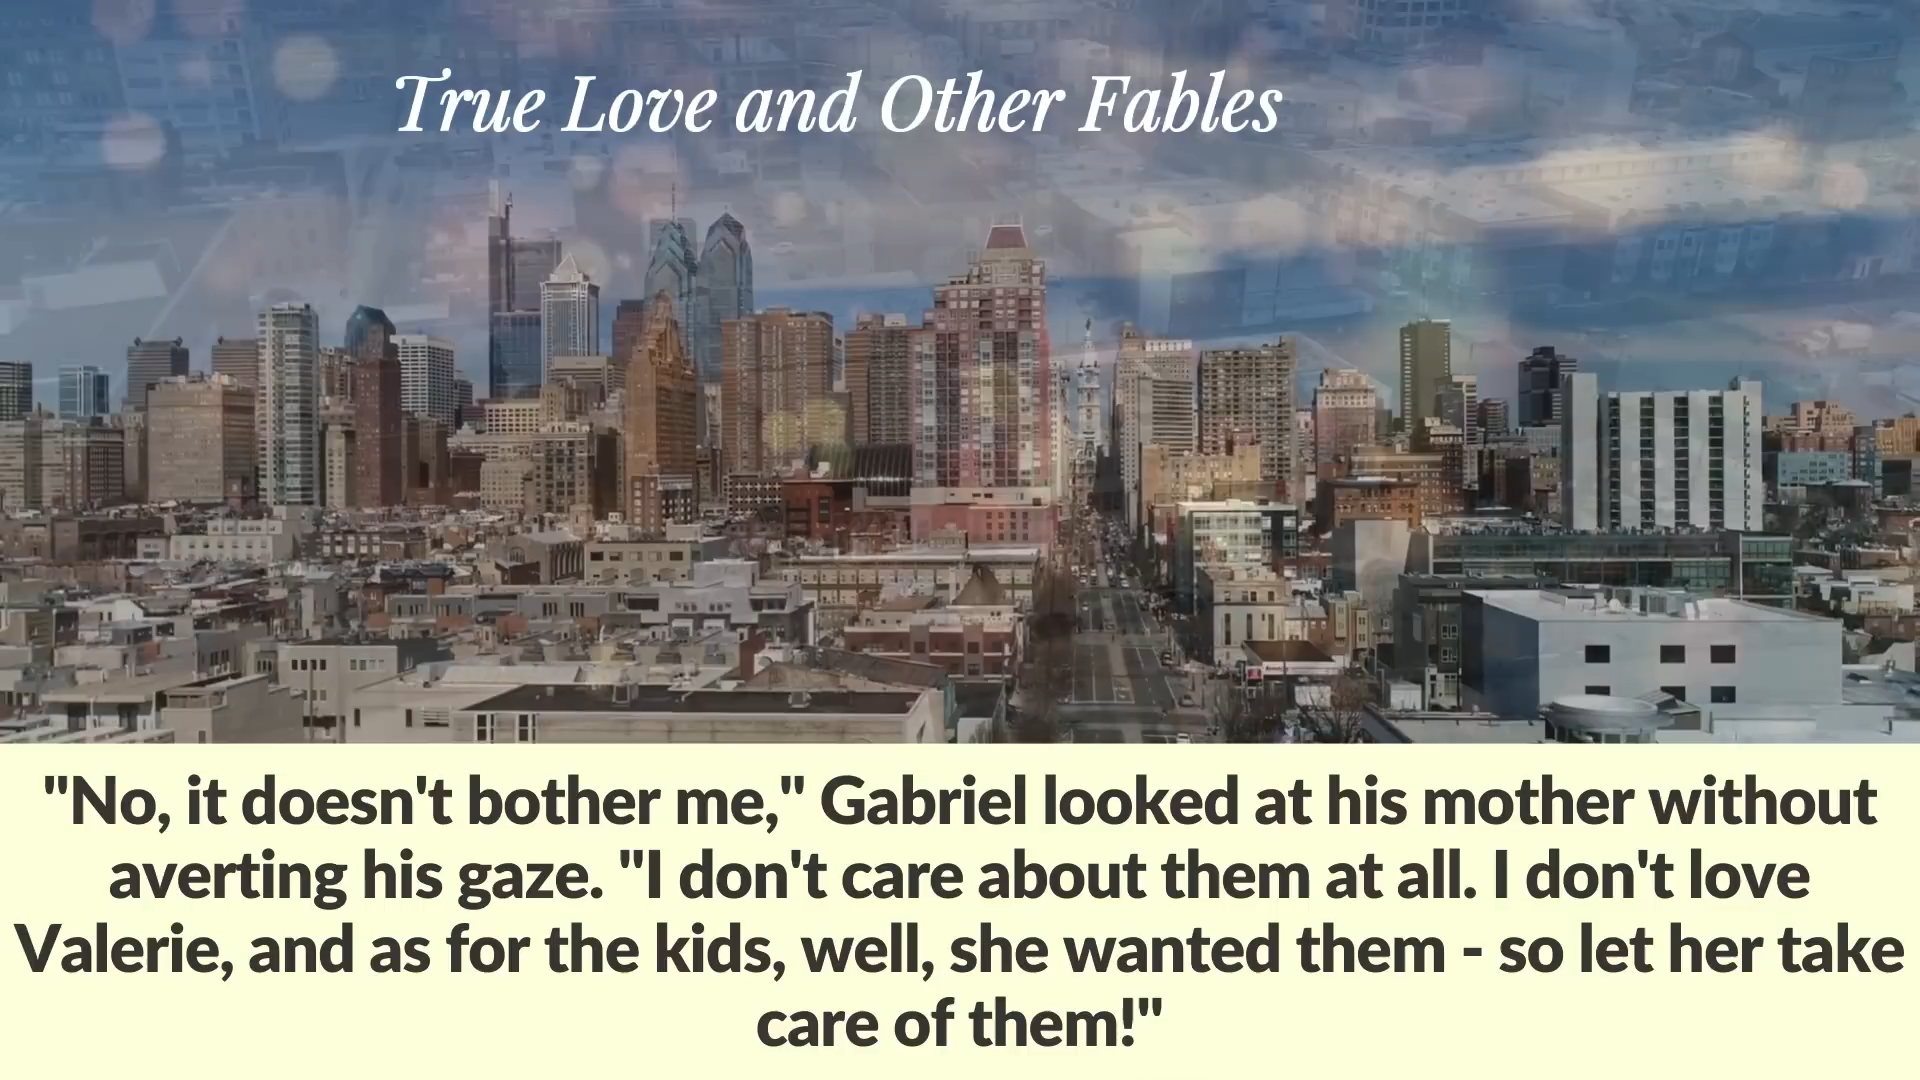 True Love and Other Fables
"No, it doesn't bother me," Gabriel looked at his mother without
averting his gaze. "I don't care about them at all. I don't love
Valerie, and as for the kids, well, she wanted them - so let her take
care of them!"